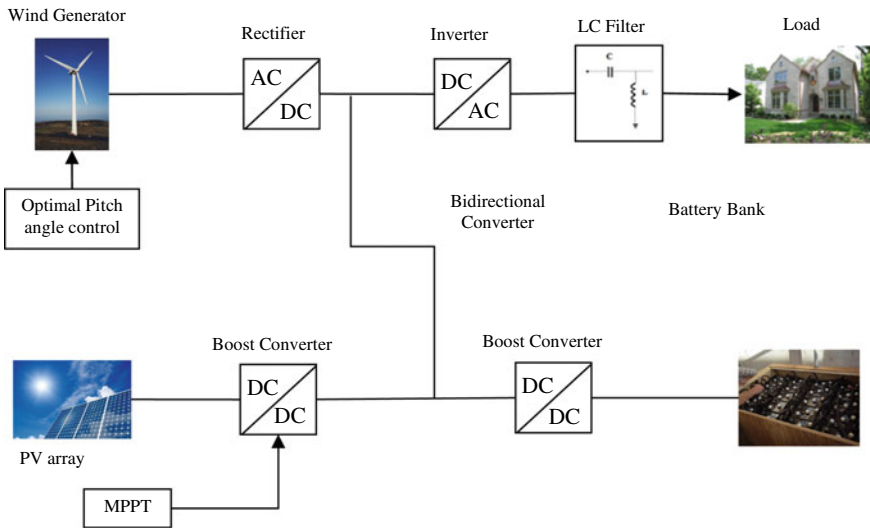 Wind Generator
Rectifier
Inverter
LC Filter
Load
AC
DC
DC
AC
C
L
Optimal Pitch
angle control
Bidirectional
Converter
Battery Bank
Boost Converter
Boost Converter
DC
DC
DC
DC
PV array
MPPT